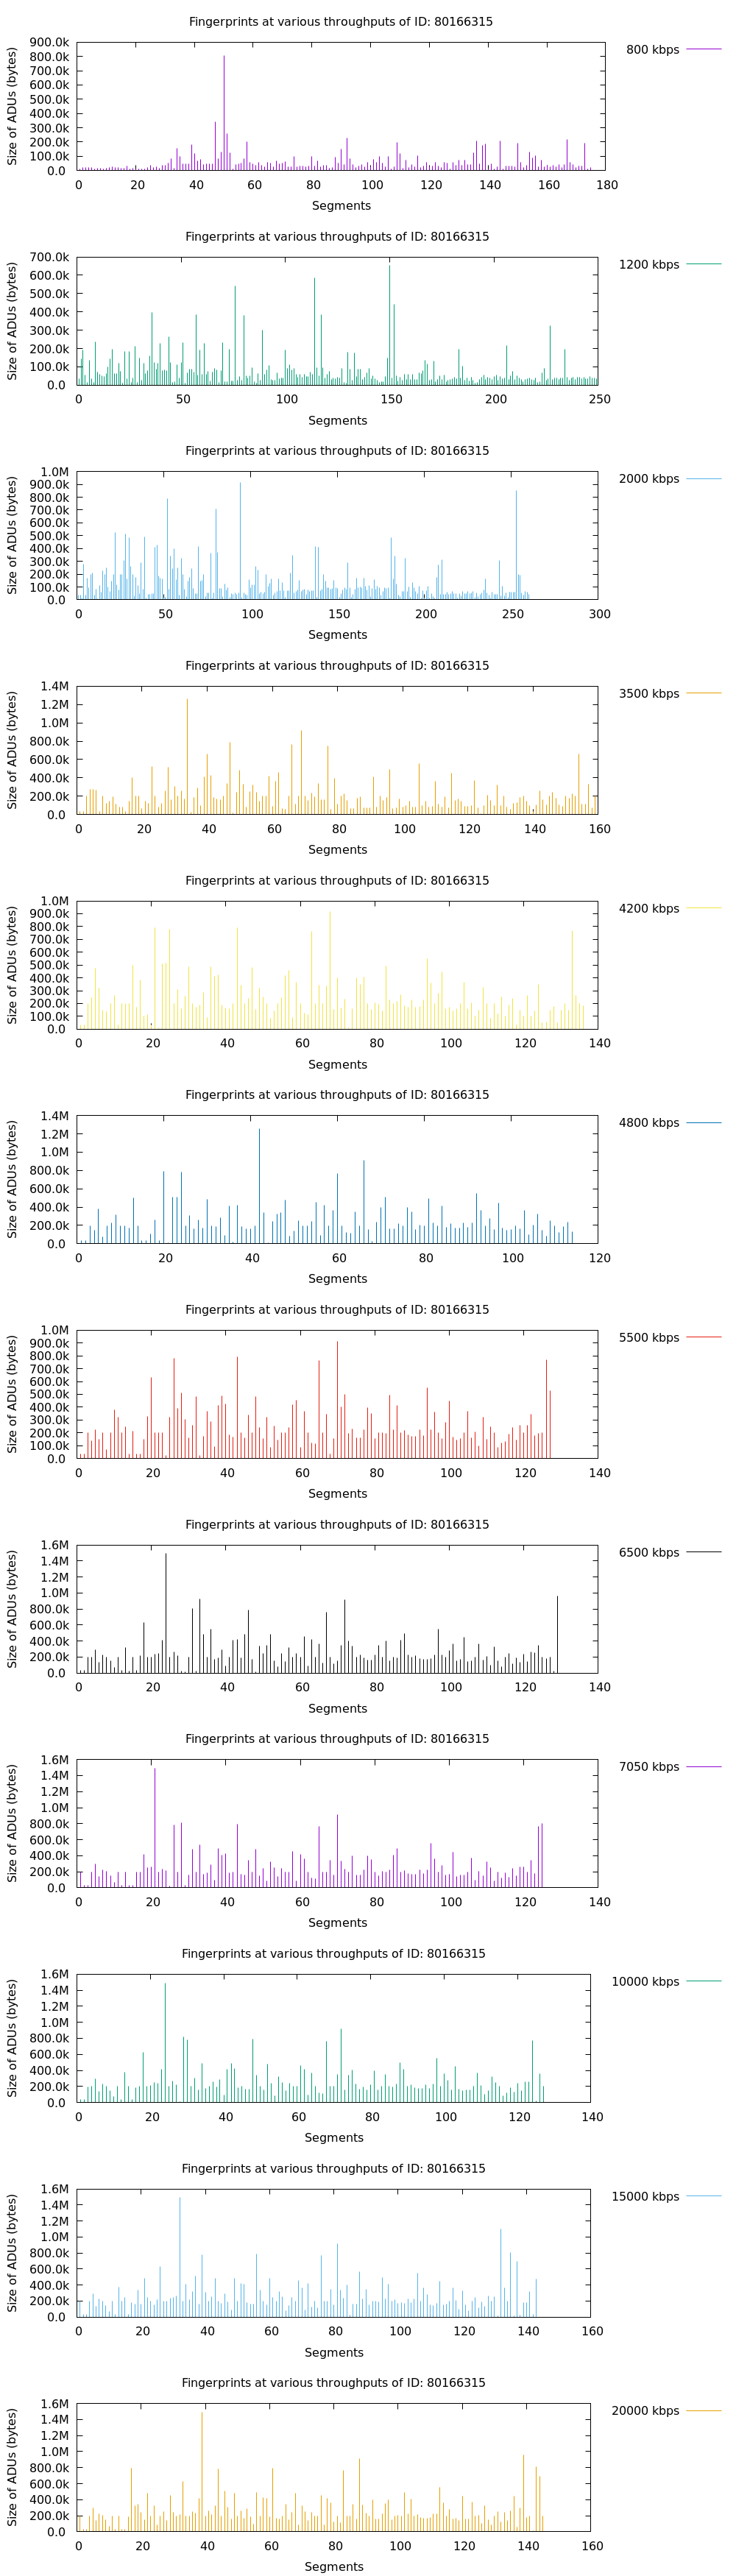 Fingerprints at various throughputs of ID: 80166315
900.0k
800.0k
700.0k
600.0k
500.0k
400.0k
300.0k
200.0k
100.0k
0.0
Size of ADUs (bytes)
800 kbps
0 20 40 60 80 100 120 140 160 180
Segments
Fingerprints at various throughputs of ID: 80166315
700.0k
600.0k
500.0k
400.0k
300.0k
200.0k
100.0k
0.0
Size of ADUs (bytes)
1200 kbps
0 50 100 150 200 250
Segments
Fingerprints at various throughputs of ID: 80166315
1.0M
900.0k
800.0k
700.0k
600.0k
500.0k
400.0k
300.0k
200.0k
100.0k
0.0
Size of ADUs (bytes)
2000 kbps
0 50 100 150 200 250 300
Segments
Fingerprints at various throughputs of ID: 80166315
1.4M
1.2M
1.0M
800.0k
600.0k
400.0k
200.0k
0.0
Size of ADUs (bytes)
3500 kbps
0 20 40 60 80 100 120 140 160
Segments
Fingerprints at various throughputs of ID: 80166315
1.0M
900.0k
800.0k
700.0k
600.0k
500.0k
400.0k
300.0k
200.0k
100.0k
0.0
Size of ADUs (bytes)
4200 kbps
0 20 40 60 80 100 120 140
Segments
Fingerprints at various throughputs of ID: 80166315
1.4M
1.2M
1.0M
800.0k
600.0k
400.0k
200.0k
0.0
Size of ADUs (bytes)
4800 kbps
0 20 40 60 80 100 120
Segments
Fingerprints at various throughputs of ID: 80166315
1.0M
900.0k
800.0k
700.0k
600.0k
500.0k
400.0k
300.0k
200.0k
100.0k
0.0
Size of ADUs (bytes)
5500 kbps
0 20 40 60 80 100 120 140
Segments
Fingerprints at various throughputs of ID: 80166315
1.6M
1.4M
1.2M
1.0M
800.0k
600.0k
400.0k
200.0k
0.0
Size of ADUs (bytes)
6500 kbps
0 20 40 60 80 100 120 140
Segments
Fingerprints at various throughputs of ID: 80166315
1.6M
1.4M
1.2M
1.0M
800.0k
600.0k
400.0k
200.0k
0.0
Size of ADUs (bytes)
7050 kbps
0 20 40 60 80 100 120 140
Segments
Fingerprints at various throughputs of ID: 80166315
1.6M
1.4M
1.2M
1.0M
800.0k
600.0k
400.0k
200.0k
0.0
Size of ADUs (bytes)
10000 kbps
0 20 40 60 80 100 120 140
Segments
Fingerprints at various throughputs of ID: 80166315
1.6M
1.4M
1.2M
1.0M
800.0k
600.0k
400.0k
200.0k
0.0
Size of ADUs (bytes)
15000 kbps
0 20 40 60 80 100 120 140 160
Segments
Fingerprints at various throughputs of ID: 80166315
1.6M
1.4M
1.2M
1.0M
800.0k
600.0k
400.0k
200.0k
0.0
Size of ADUs (bytes)
20000 kbps
0 20 40 60 80 100 120 140 160
Segments